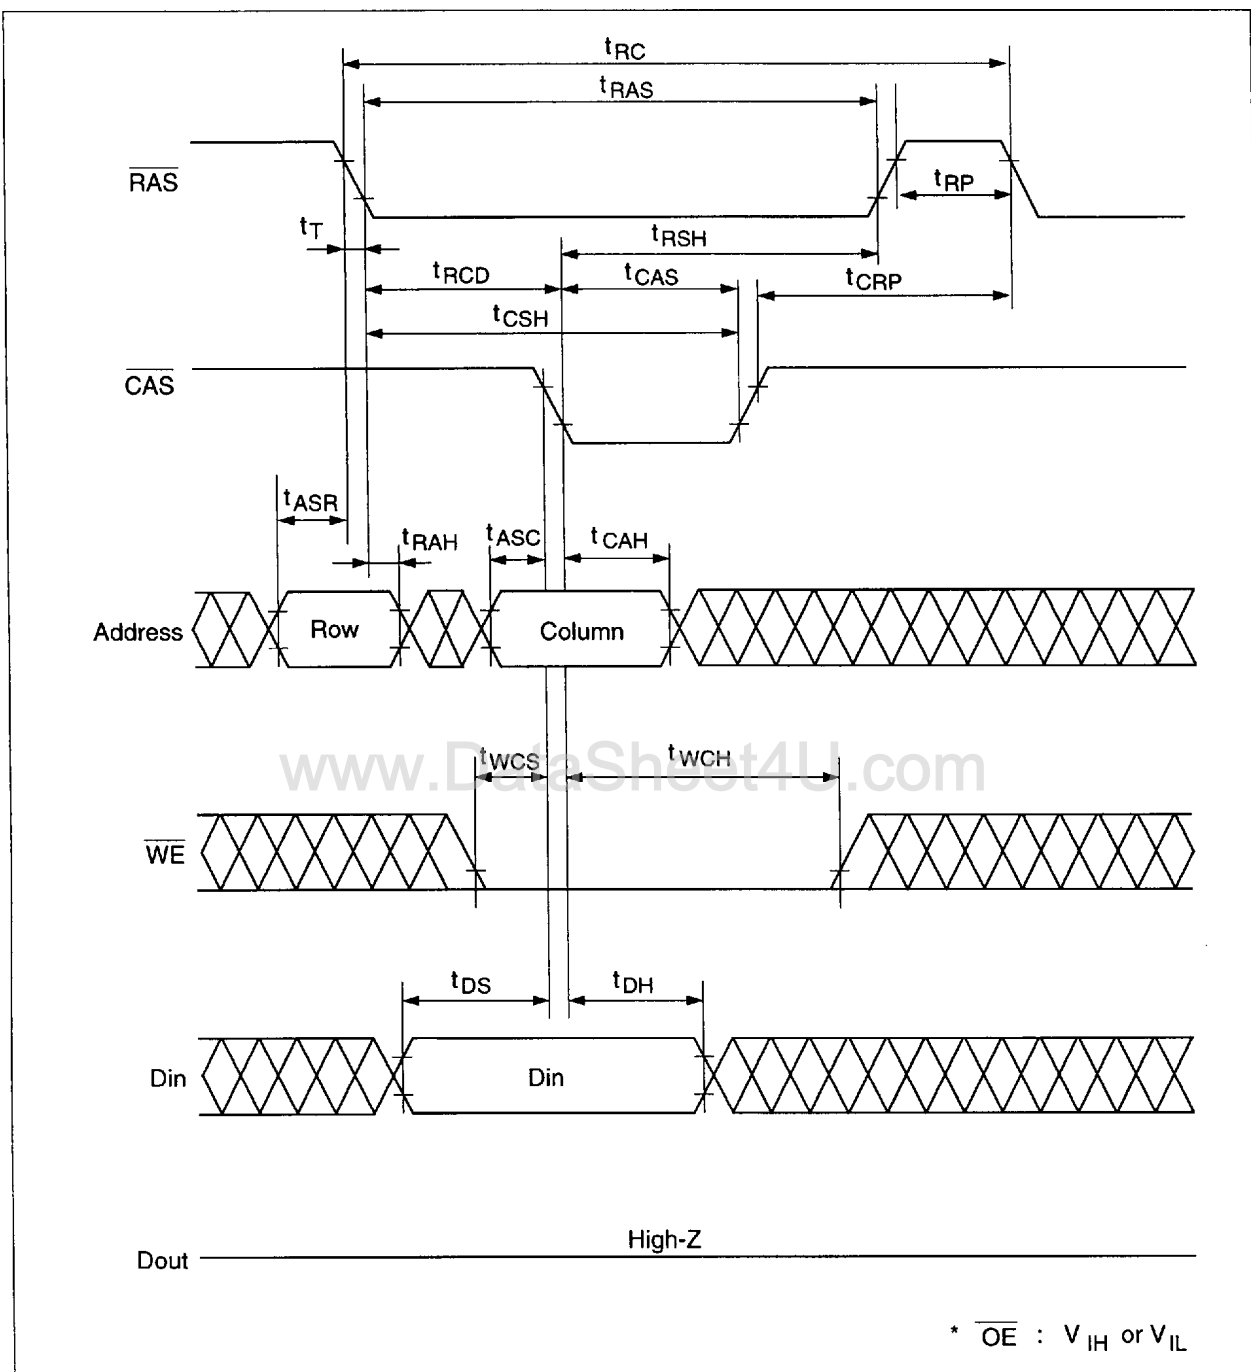 tRC
tRAS
RAS
tRP
tT
tRSH
tRCD
tCAS
tCRP
tCSH
CAS
tASR
tRAH
tASC
tCAH
Address
Row
Column
www.DataSheet4U.com
tWCS
tWCH
WE
tDS
tDH
Din
Din
High-Z
Dout
* OE : VIH or VIL